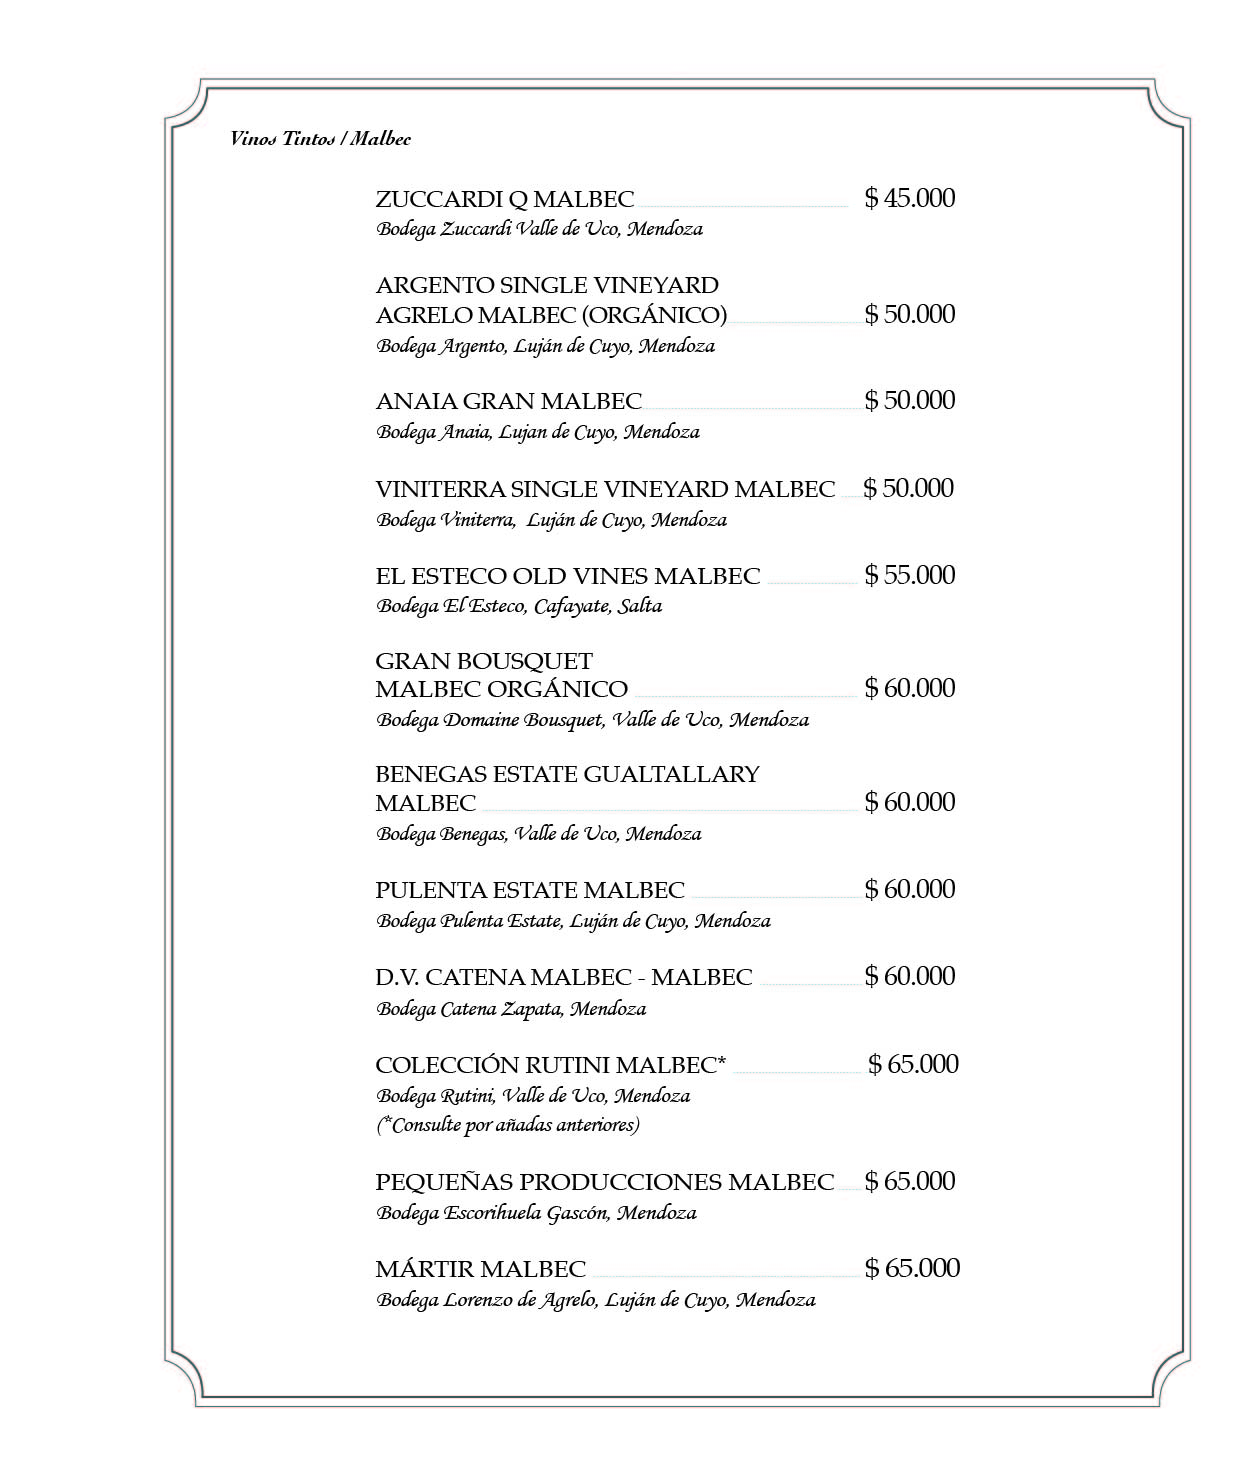 Vinos Tintos / Malbec
ZUCCARDI Q MALBEC $ 45.000
Bodega Zuccardi Valle de Uco, Mendoza
ARGENTO SINGLE VINEYARD
AGRELO MALBEC (ORGÁNICO) $ 50.000
Bodega Argento, Luján de Cuyo, Mendoza
ANAIA GRAN MALBEC $ 50.000
Bodega Anaia, Lujan de Cuyo, Mendoza
VINITERRA SINGLE VINEYARD MALBEC $ 50.000
Bodega Viniterra, Luján de Cuyo, Mendoza
EL ESTECO OLD VINES MALBEC $ 55.000
Bodega El Esteco, Cafayate, Salta
GRAN BOUSQUET
MALBEC ORGÁNICO $ 60.000
Bodega Domaine Bousquet, Valle de Uco, Mendoza
BENEGAS ESTATE GUALTALLARY
MALBEC $ 60.000
Bodega Benegas, Valle de Uco, Mendoza
PULENTA ESTATE MALBEC $ 60.000
Bodega Pulenta Estate, Luján de Cuyo, Mendoza
D.V. CATENA MALBEC - MALBEC $ 60.000
Bodega Catena Zapata, Mendoza
COLECCIÓN RUTINI MALBEC* $ 65.000
Bodega Rutini, Valle de Uco, Mendoza
(*Consulte por añadas anteriores)
PEQUEÑAS PRODUCCIONES MALBEC $ 65.000
Bodega Escorihuela Gascón, Mendoza
MÁRTIR MALBEC $ 65.000
Bodega Lorenzo de Agrelo, Luján de Cuyo, Mendoza